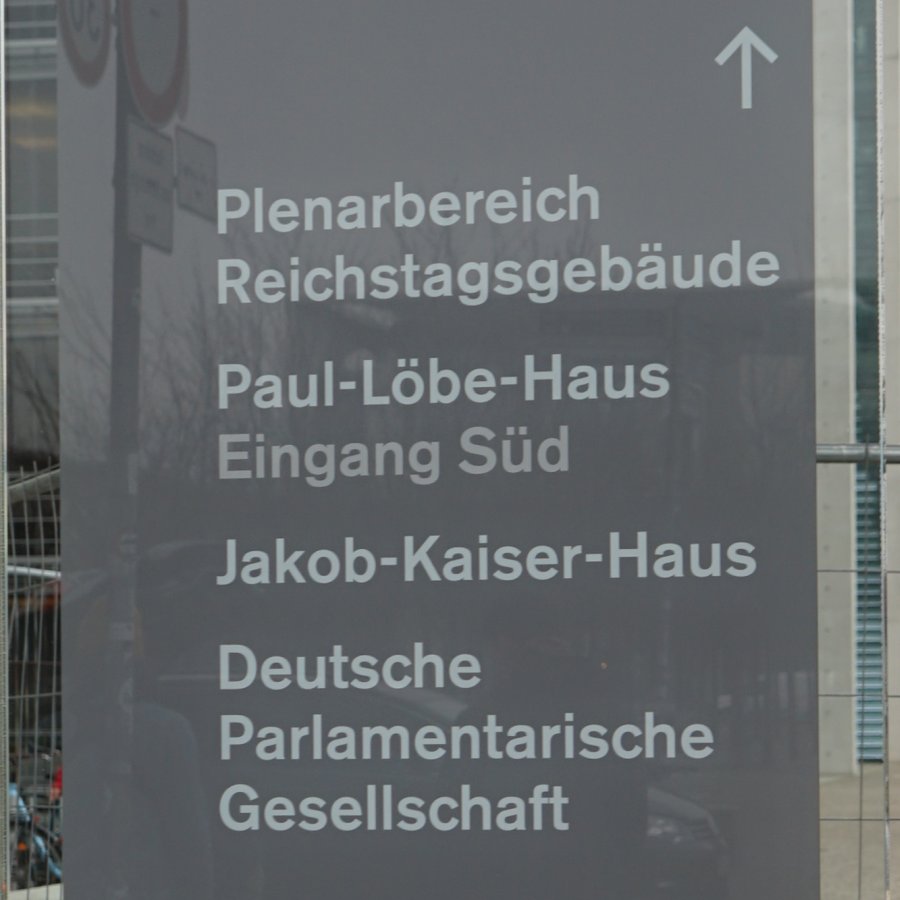 Plenarbereich
Reichstagsgebäude
Paul-Löbe-Haus
Eingang Süd
Jakob-Kaiser-Haus
Deutsche
Parlamentarische
Gesellschaft